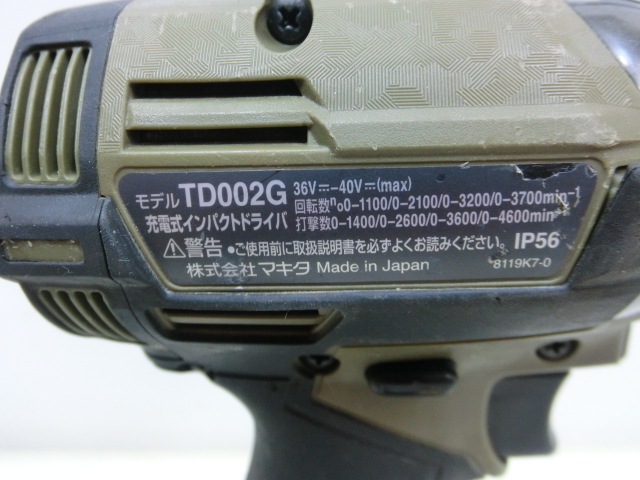 モデル TD002G 36V⎓-40V⎓(max)
回転数n₀0-1100/0-2100/0-3200/0-3700min⁻¹
充電式インパクトドライバ 打撃数0-1400/0-2600/0-3600/0-4600min⁻¹
⚠警告 •ご使用前に取扱説明書を必ずよくお読みください。 IP56
株式会社 マキタ Made in Japan 8119K7-0